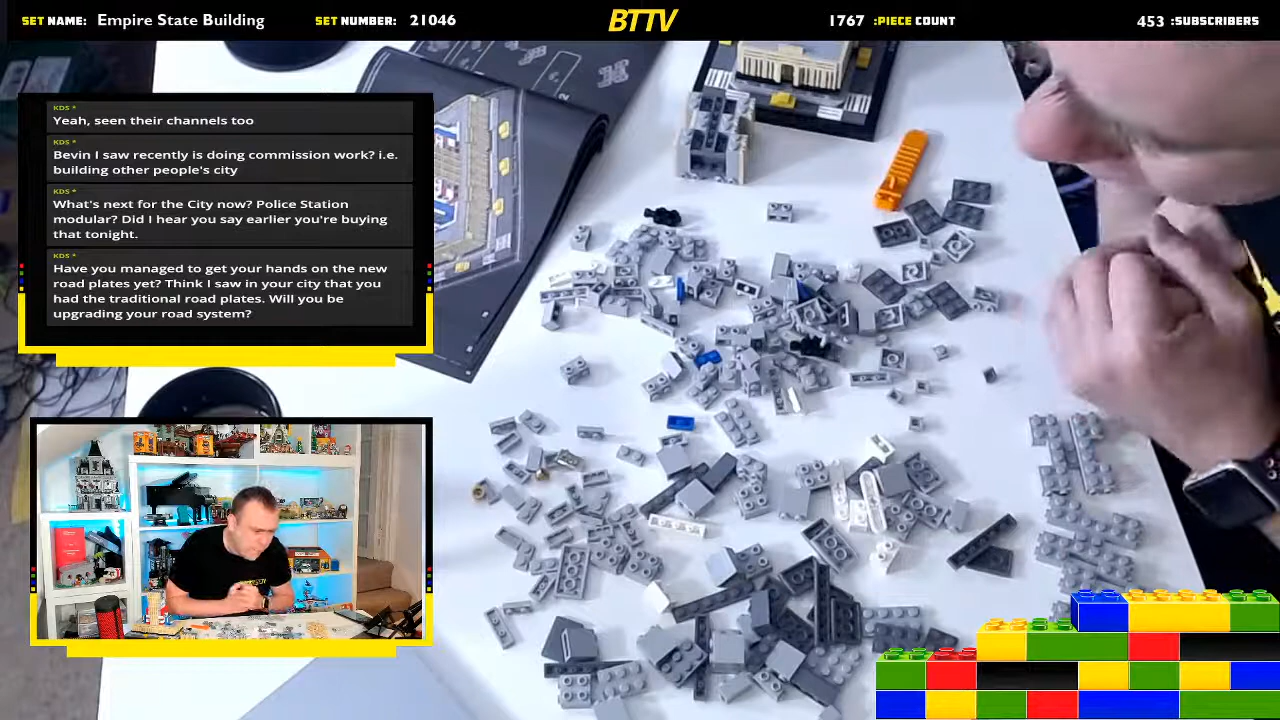 SET NAME: Empire State Building SET NUMBER: 21046 BTTV 1767 :PIECE COUNT 453 :SUBSCRIBERS
KDS *
Yeah, seen their channels too
KDS *
Bevin I saw recently is doing commission work? i.e.
building other people's city
KDS *
What's next for the City now? Police Station
modular? Did I hear you say earlier you're buying
that tonight.
KDS *
Have you managed to get your hands on the new
road plates yet? Think I saw in your city that you
had the traditional road plates. Will you be
upgrading your road system?